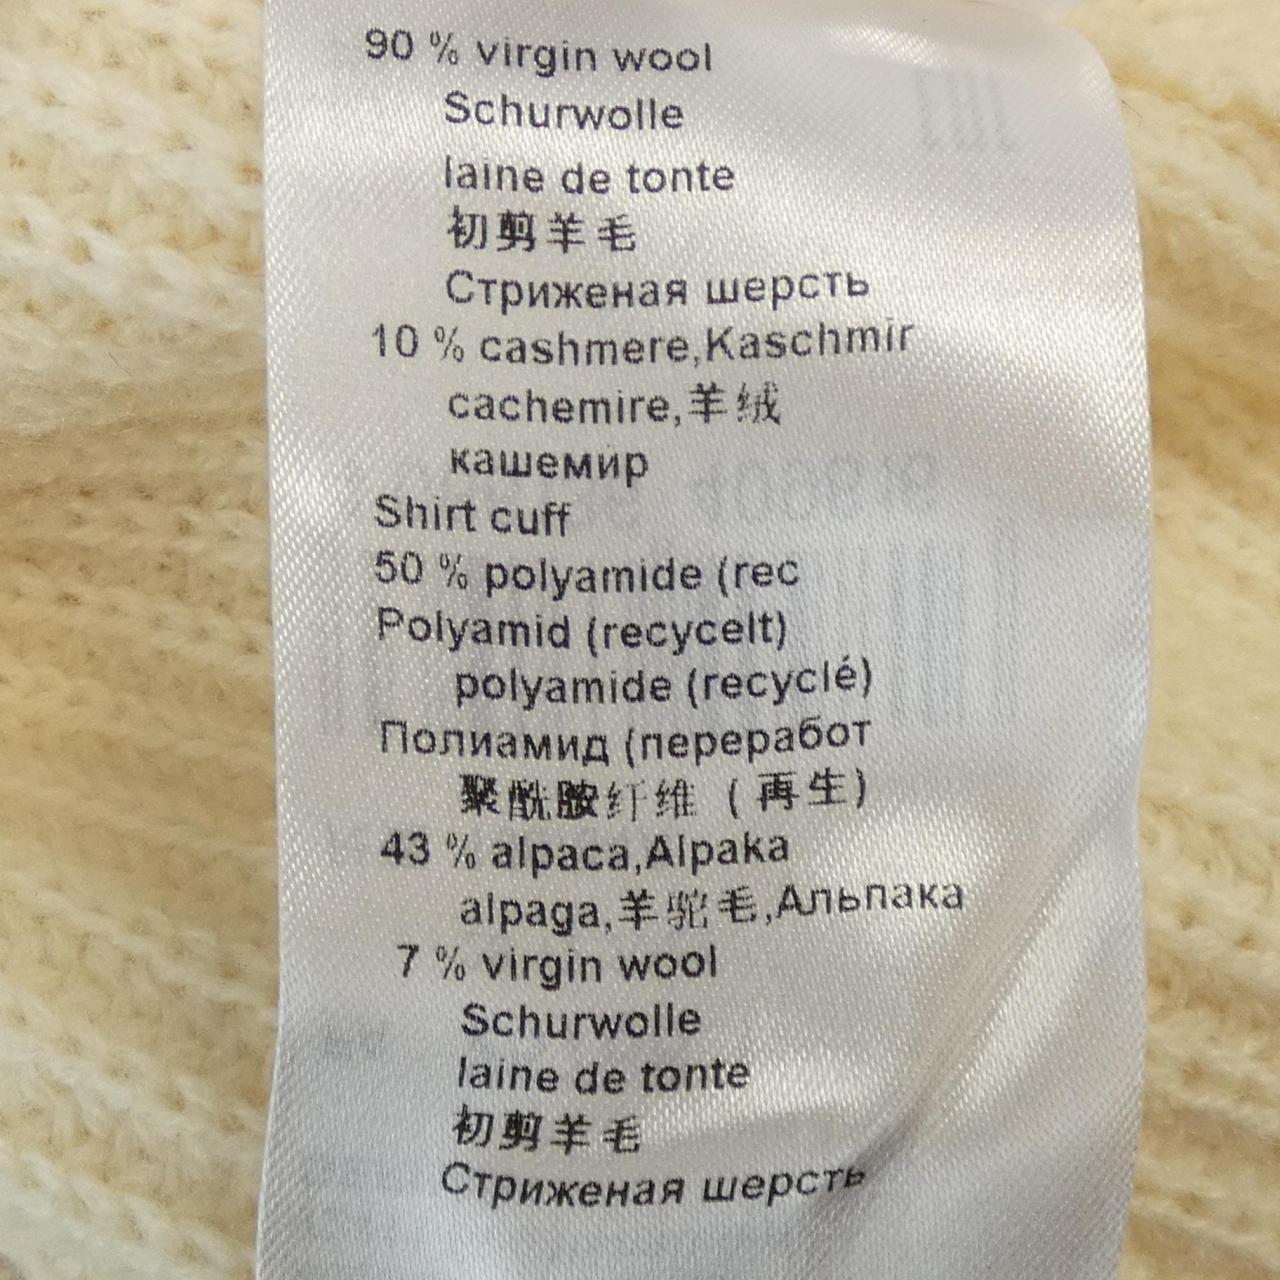 90 % virgin wool
Schurwolle
laine de tonte
初剪羊毛
Стриженая шерсть
10 % cashmere,Kaschmir
cachemire,羊绒
кашемир
Shirt cuff
50 % polyamide (rec
Polyamid (recycelt)
polyamide (recyclé)
Полиамид (переработ
聚酰胺纤维 (再生)
43 % alpaca,Alpaka
alpaga,羊驼毛,Альпака
7 % virgin wool
Schurwolle
laine de tonte
初剪羊毛
Стриженая шерсть